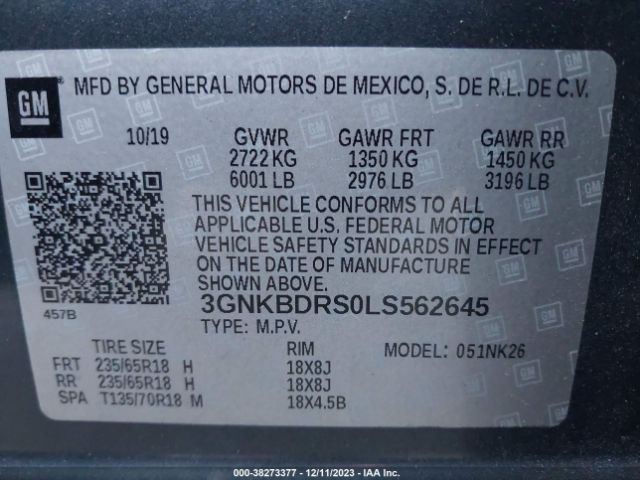 GM ® MFD BY GENERAL MOTORS DE MEXICO, S. DE R.L. DE C.V.
10/19 GVWR GAWR FRT GAWR RR
2722 KG 1350 KG 1450 KG
6001 LB 2976 LB 3196 LB
THIS VEHICLE CONFORMS TO ALL
APPLICABLE U.S. FEDERAL MOTOR
VEHICLE SAFETY STANDARDS IN EFFECT
ON THE DATE OF MANUFACTURE
SHOWN ABOVE.
457B 3GNKBDRS0LS562645
TYPE: M.P.V.
TIRE SIZE RIM MODEL: 051NK26
FRT 235/65R18 H 18X8J
RR 235/65R18 H 18X8J
SPA T135/70R18 M 18X4.5B
© 000-38273377 - 12/11/2023 - IAA Inc.